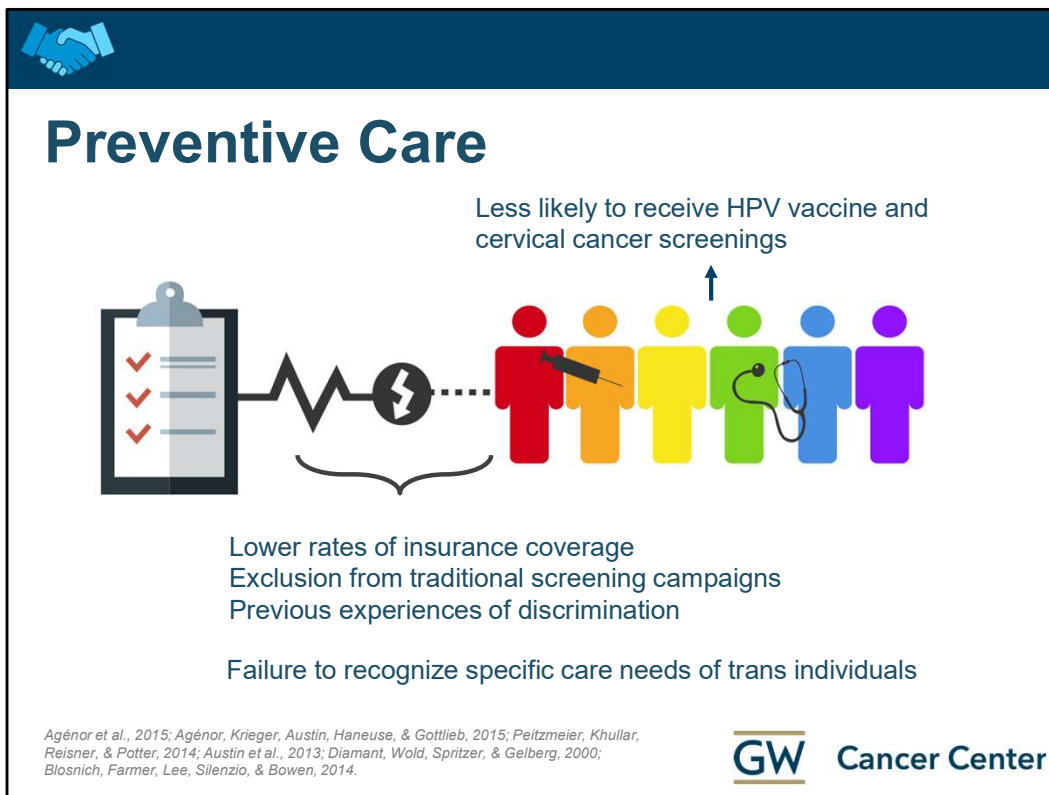 Preventive Care
Less likely to receive HPV vaccine and
cervical cancer screenings
Lower rates of insurance coverage
Exclusion from traditional screening campaigns
Previous experiences of discrimination
Failure to recognize specific care needs of trans individuals
Agénor et al., 2015; Agénor, Krieger, Austin, Haneuse, & Gottlieb, 2015; Peitzmeier, Khullar,
Reisner, & Potter, 2014; Austin et al., 2013; Diamant, Wold, Spritzer, & Gelberg, 2000;
Blosnich, Farmer, Lee, Silenzio, & Bowen, 2014.
GW Cancer Center